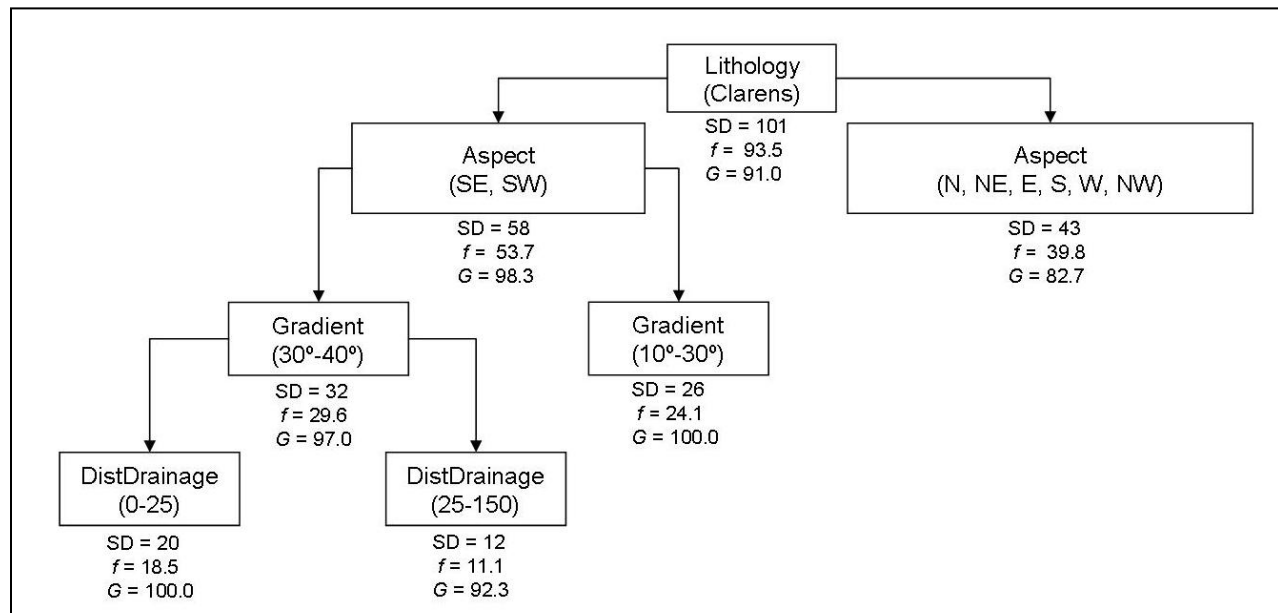 Lithology
(Clarens)
SD = 101
f = 93.5
G = 91.0
Aspect
(SE, SW)
SD = 58
f = 53.7
G = 98.3
Aspect
(N, NE, E, S, W, NW)
SD = 43
f = 39.8
G = 82.7
Gradient
(30º-40º)
SD = 32
f = 29.6
G = 97.0
Gradient
(10º-30º)
SD = 26
f = 24.1
G = 100.0
DistDrainage
(0-25)
SD = 20
f = 18.5
G = 100.0
DistDrainage
(25-150)
SD = 12
f = 11.1
G = 92.3